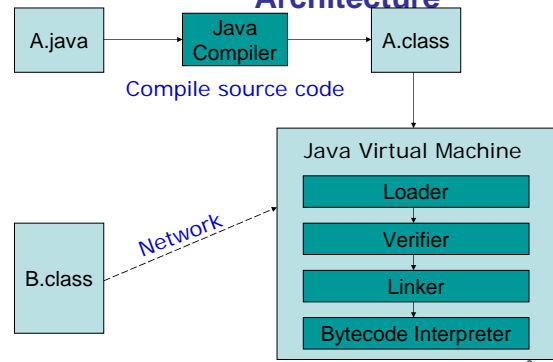 Architecture
A.java
Java
Compiler
A.class
Compile source code
Java Virtual Machine
Loader
Verifier
Linker
Bytecode Interpreter
Network
B.class